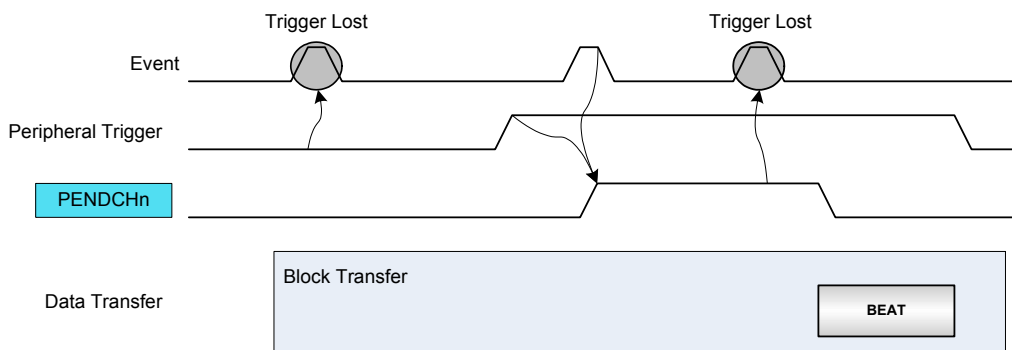 Trigger Lost
Trigger Lost
Event
Peripheral Trigger
PENDCHn
Block Transfer
Data Transfer
BEAT